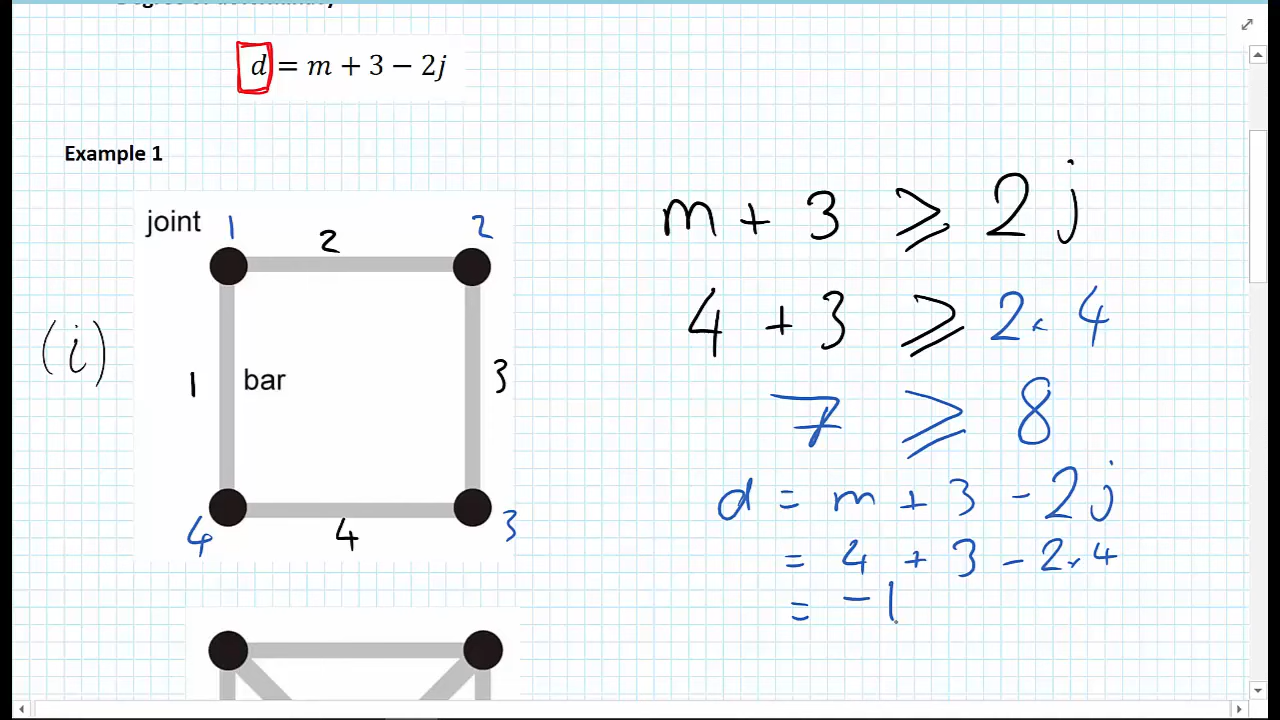 d = m + 3 − 2j
Example 1
joint
1
2
2
(i)
1
bar
3
4
4
3
m + 3 ⩾ 2j
4 + 3 ⩾ 2 × 4
7 ⩾ 8
d = m + 3 - 2j
= 4 + 3 - 2 × 4
= -1